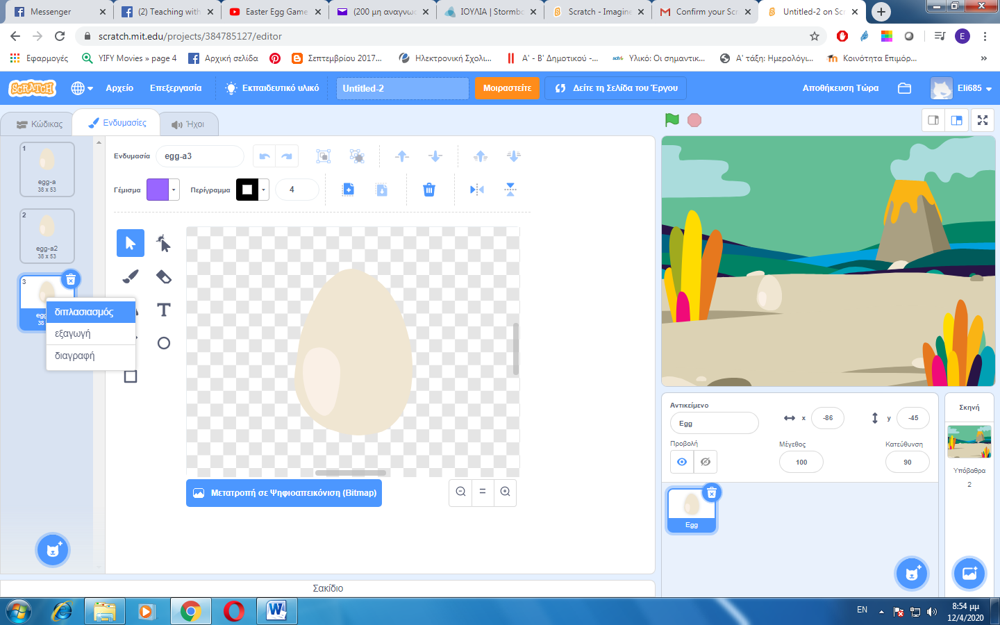 Messenger
(2) Teaching with
Easter Egg Game
(200 μη αναγνωσ
ΙΟΥΛΙΑ | Stormbo
Scratch - Imagine
Confirm your Scr
Untitled-2 on Scr
scratch.mit.edu/projects/384785127/editor
E
Εφαρμογές
YIFY Movies » page 4
Αρχική σελίδα
Σεπτεμβρίου 2017...
Ηλεκτρονική Σχολι...
Α' - Β' Δημοτικού -...
Υλικό: Οι σημαντικ...
Α' τάξη: Ημερολόγι...
Κοινότητα Επιμόρ...
»
SCRATCH
Αρχείο
Επεξεργασία
Εκπαιδευτικό υλικό
Untitled-2
Μοιραστείτε
Δείτε τη Σελίδα του Έργου
Αποθήκευση Τώρα
Eli685
Κώδικας
Ενδυμασίες
Ήχοι
1
egg-a
38 x 53
2
egg-a2
38 x 53
3
διπλασιασμός
εξαγωγή
διαγραφή
Ενδυμασία
egg-a3
Γέμισμα
Περίγραμμα
4
T
Μετατροπή σε Ψηφιοαπεικόνιση (Bitmap)
=
Σακίδιο
Αντικείμενο
Egg
x
-86
y
-45
Προβολή
Μέγεθος
100
Κατεύθυνση
90
Egg
Σκηνή
Υπόβαθρα
2
EN
8:54 μμ
12/4/2020